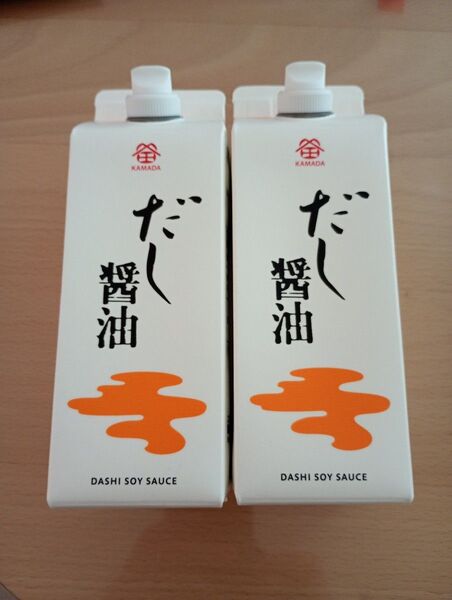 KAMADA
だし
醤油
DASHI SOY SAUCE
KAMADA
だし
醤油
DASHI SOY SAUCE